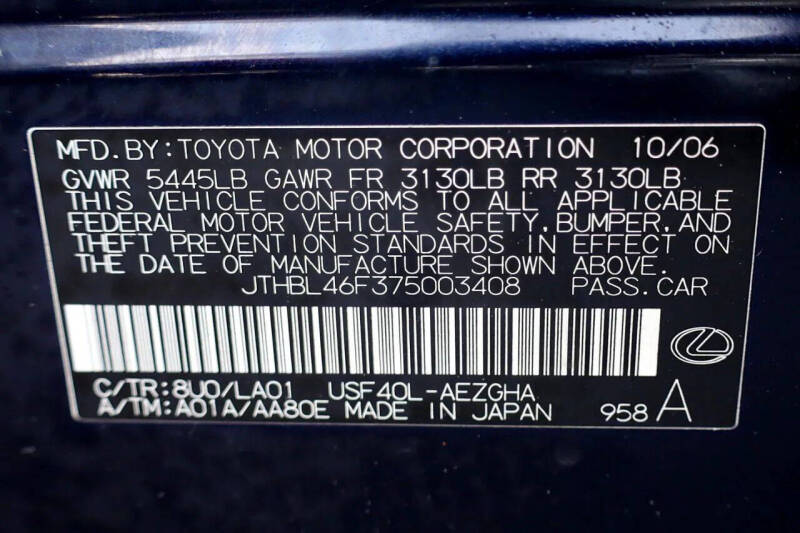 MFD. BY: TOYOTA MOTOR CORPORATION 10/06
GVWR 5445LB GAWR FR 3130LB RR 3130LB
THIS VEHICLE CONFORMS TO ALL APPLICABLE
FEDERAL MOTOR VEHICLE SAFETY, BUMPER, AND
THEFT PREVENTION STANDARDS IN EFFECT ON
THE DATE OF MANUFACTURE SHOWN ABOVE.
JTHBL46F375003408 PASS. CAR
C/TR: 8U0/LA01 USF40L-AEZGHA
A/TM: A01A/AA80E MADE IN JAPAN 958 A